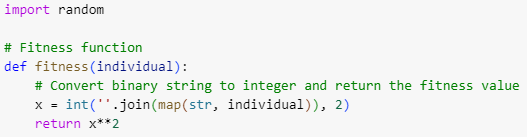 import random
# Fitness function
def fitness(individual):
    # Convert binary string to integer and return the fitness value
    x = int(''.join(map(str, individual)), 2)
    return x**2